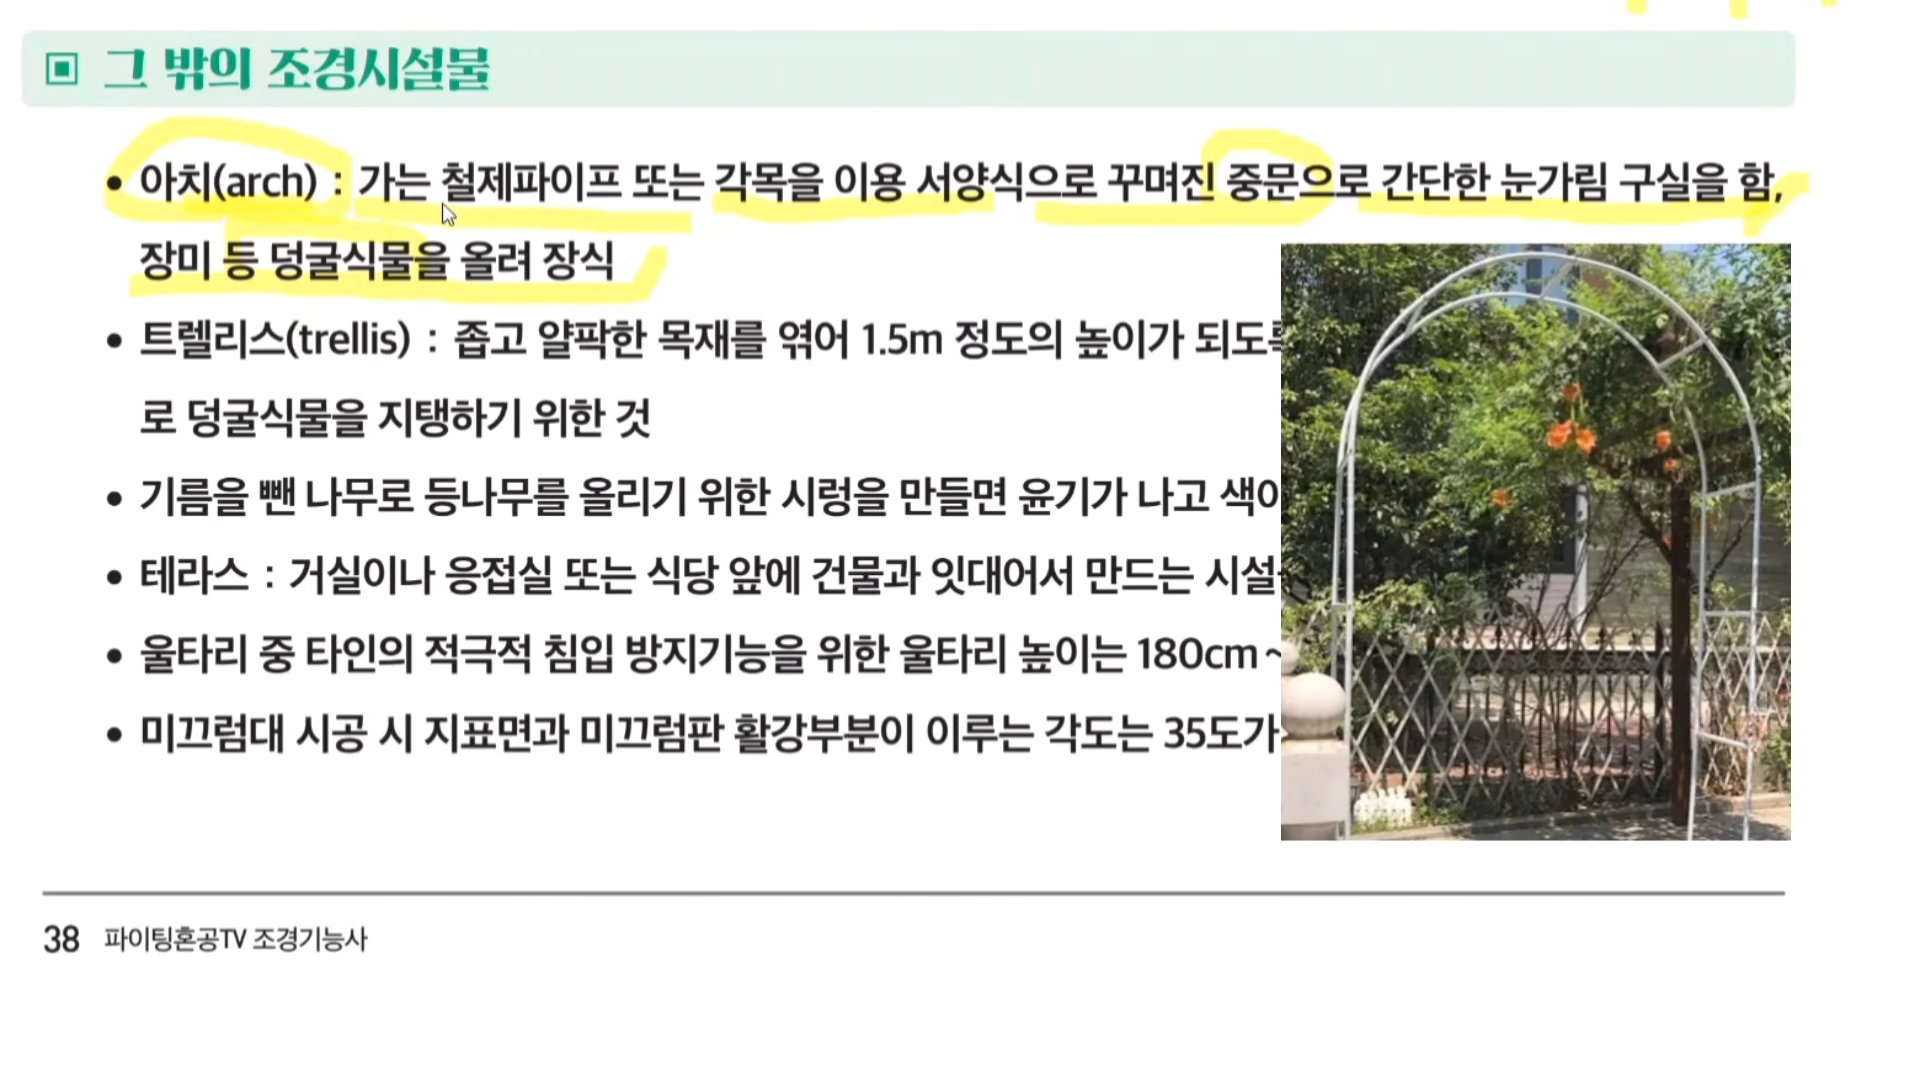 그 밖의 조경시설물
• 아치(arch) : 가는 철제파이프 또는 각목을 이용 서양식으로 꾸며진 중문으로 간단한 눈가림 구실을 함,
장미 등 덩굴식물을 올려 장식
• 트렐리스(trellis) : 좁고 얄팍한 목재를 엮어 1.5m 정도의 높이가 되도
로 덩굴식물을 지탱하기 위한 것
• 기름을 뺀 나무로 등나무를 올리기 위한 시렁을 만들면 윤기가 나고
• 테라스 : 거실이나 응접실 또는 식당 앞에 건물과 잇대어서 만드는 시설
• 울타리 중 타인의 적극적 침입 방지기능을 위한 울타리 높이는 180cm~
• 미끄럼대 시공 시 지표면과 미끄럼판 활강부분이 이루는 각도는 35도가
38 파이팅혼공TV 조경기능사